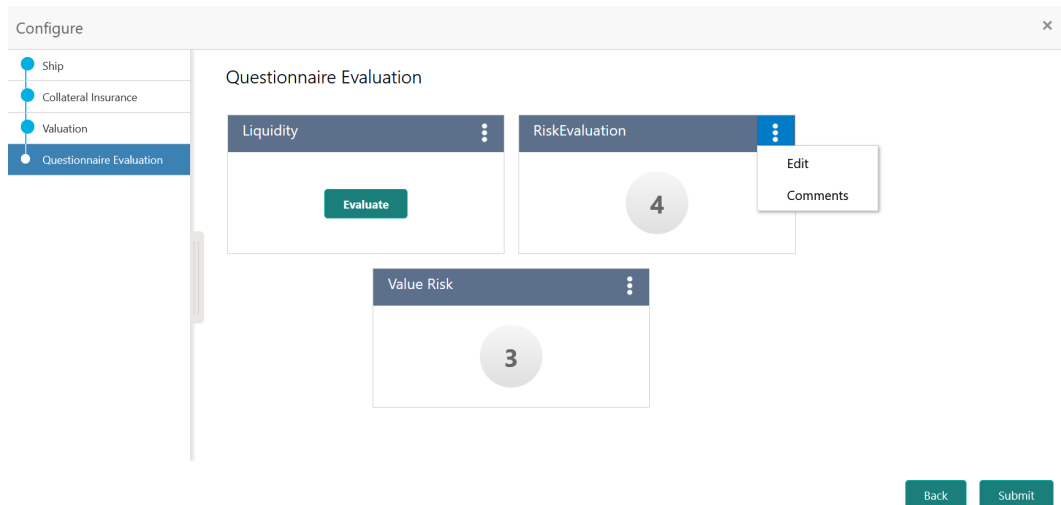 Configure
×
Ship
Collateral Insurance
Valuation
Questionnaire Evaluation
Questionnaire Evaluation
Liquidity
Evaluate
RiskEvaluation
Edit
Comments
4
Value Risk
3
Back
Submit